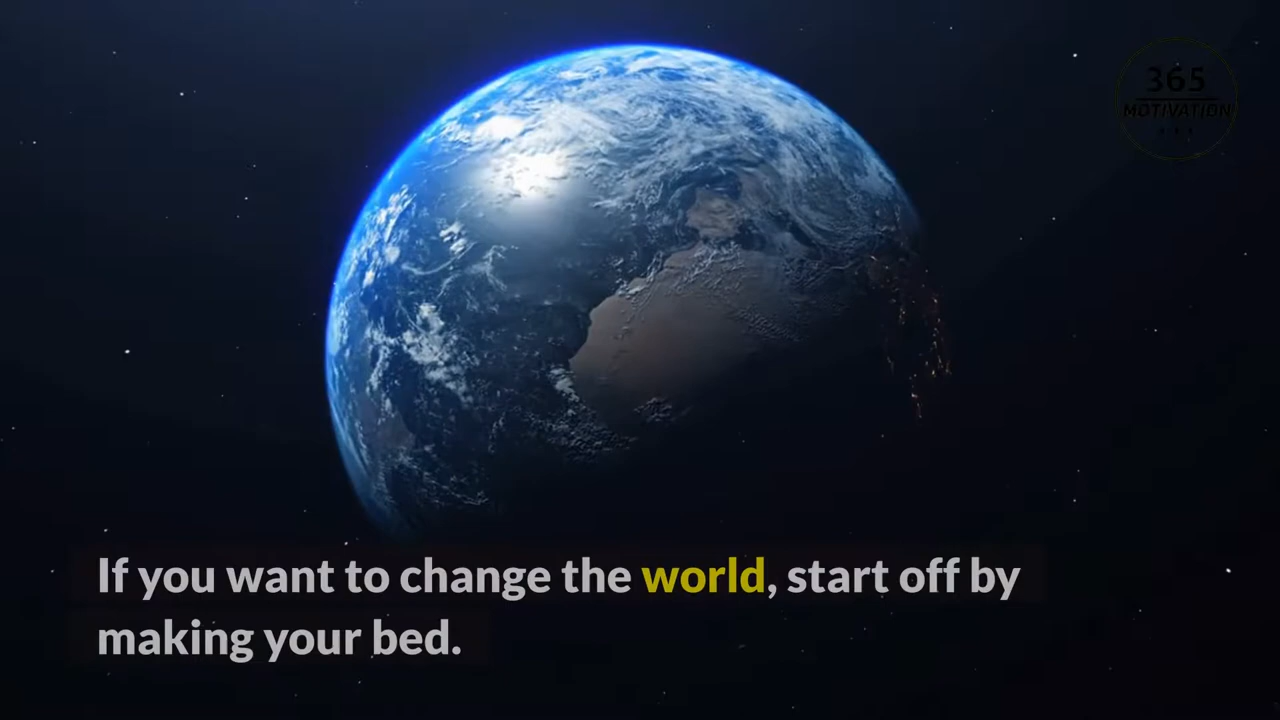 365
MOTIVATION
If you want to change the world, start off by
making your bed.